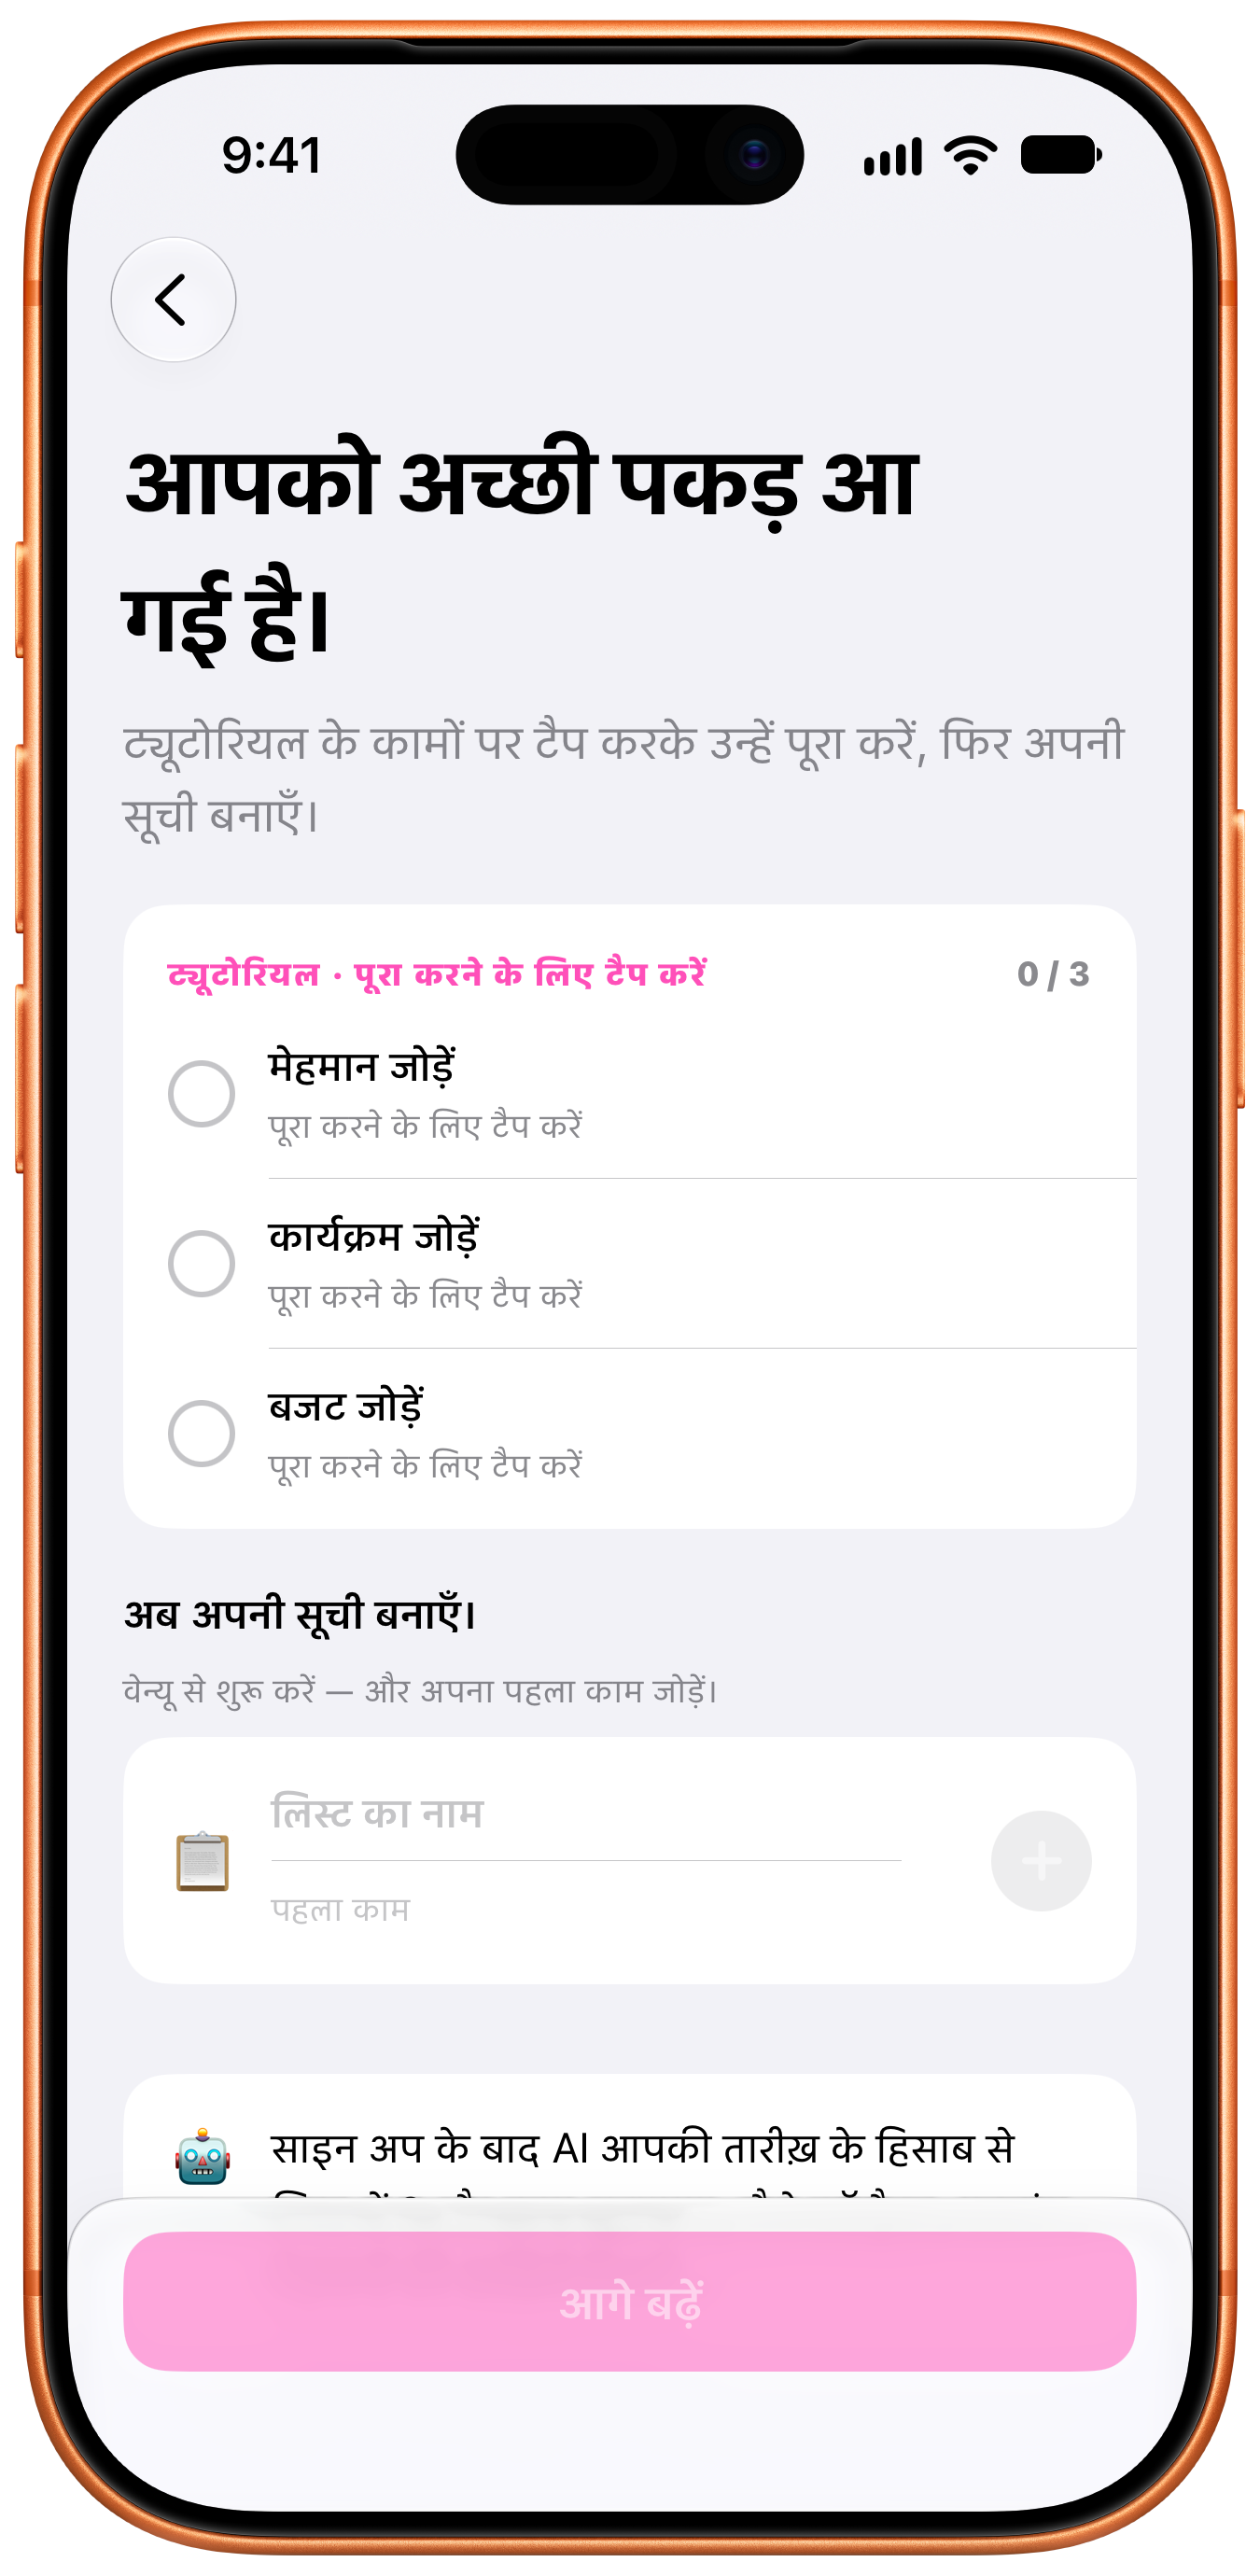 9:41
आपको अच्छी पकड़ आ
गई है।
ट्यूटोरियल के कामों पर टैप करके उन्हें पूरा करें, फिर अपनी
सूची बनाएँ।
ट्यूटोरियल · पूरा करने के लिए टैप करें 0 / 3
मेहमान जोड़ें
पूरा करने के लिए टैप करें
कार्यक्रम जोड़ें
पूरा करने के लिए टैप करें
बजट जोड़ें
पूरा करने के लिए टैप करें
अब अपनी सूची बनाएँ।
वेन्यू से शुरू करें — और अपना पहला काम जोड़ें।
लिस्ट का नाम
पहला काम
साइन अप के बाद AI आपकी तारीख़ के हिसाब से
आगे बढ़ें